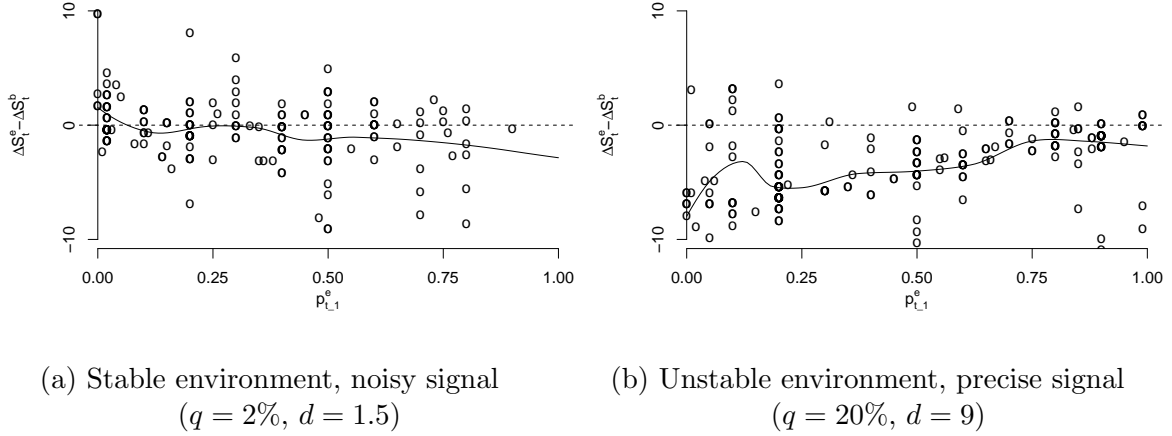 10
0
−10
ΔS^e_t − ΔS^b_t
0.00 0.25 0.50 0.75 1.00
p^e_{t_1}
10
0
−10
ΔS^e_t − ΔS^b_t
0.00 0.25 0.50 0.75 1.00
p^e_{t_1}
(a) Stable environment, noisy signal
(q = 2%, d = 1.5)
(b) Unstable environment, precise signal
(q = 20%, d = 9)